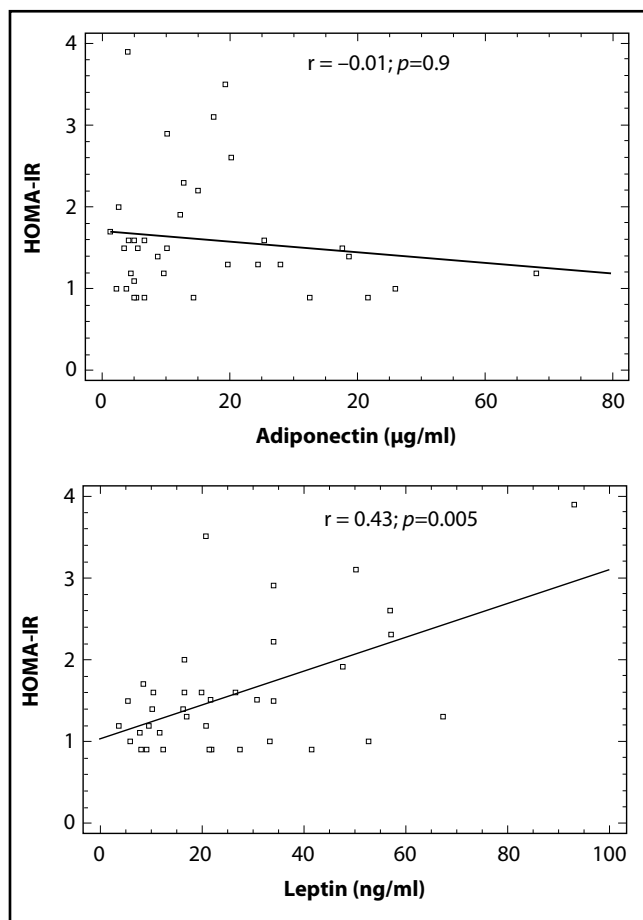 4
r = –0.01; p=0.9
3
HOMA-IR
2
1
0
0 20 20 60 80
Adiponectin (μg/ml)
4
r = 0.43; p=0.005
3
HOMA-IR
2
1
0
0 20 40 60 80 100
Leptin (ng/ml)